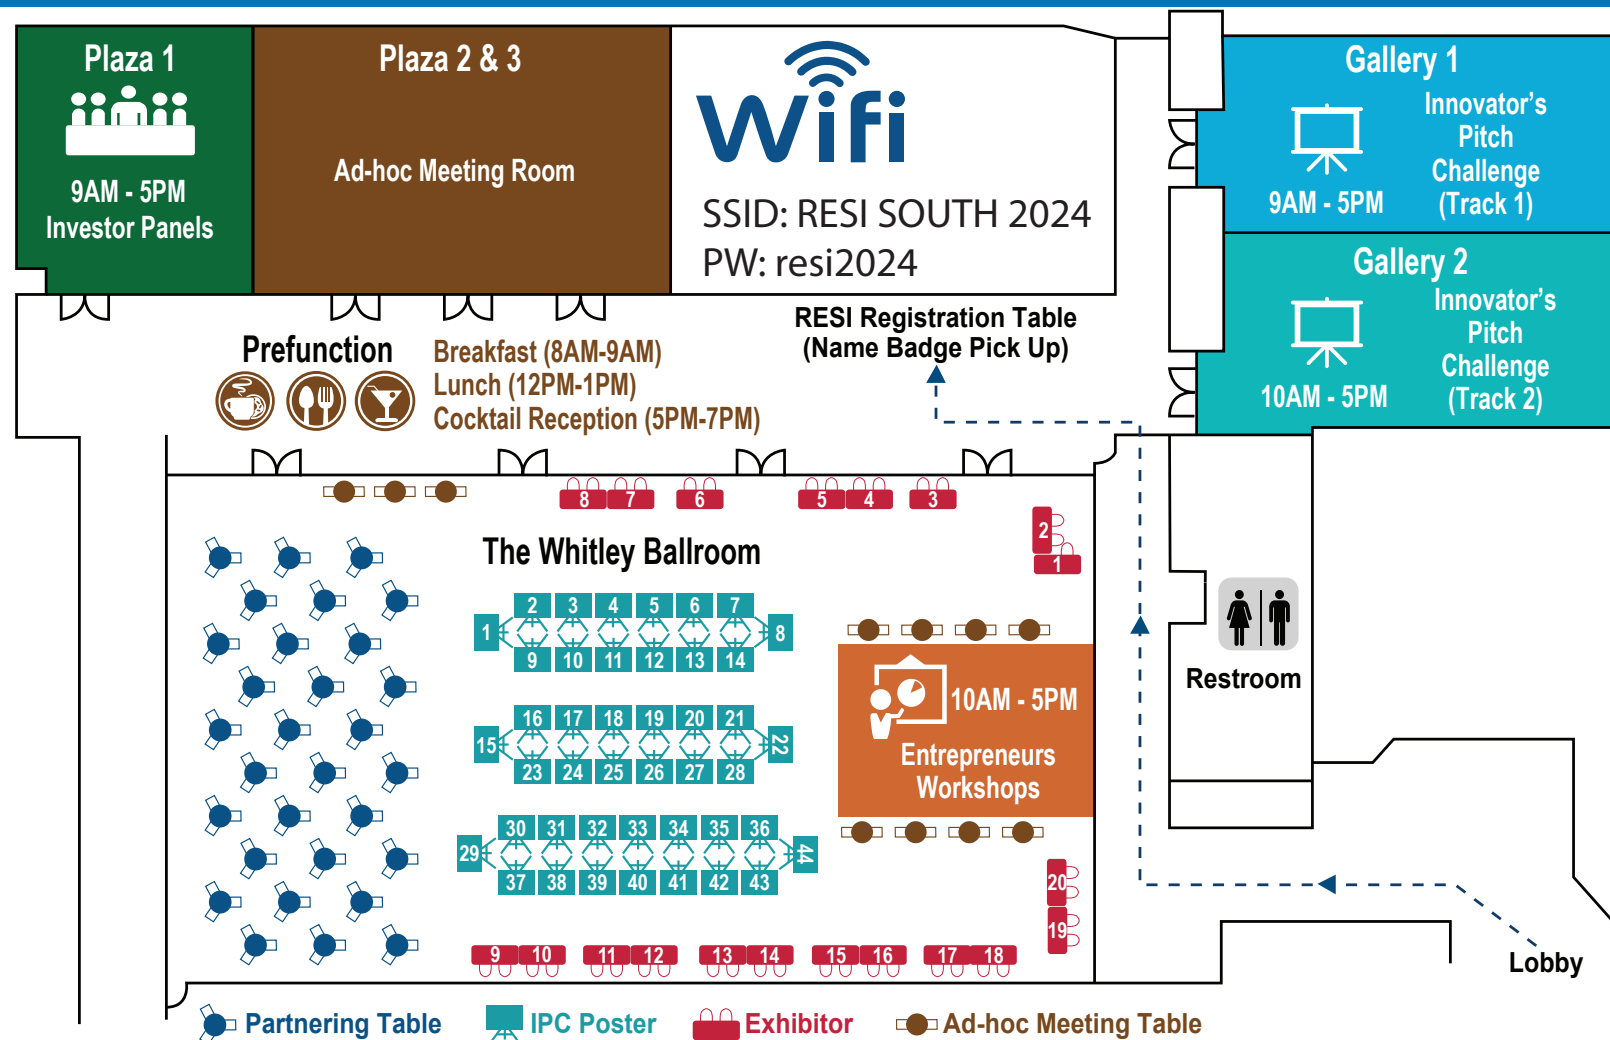 Plaza 1
9AM - 5PM
Investor Panels
Plaza 2 & 3
Ad-hoc Meeting Room
Wifi
SSID: RESI SOUTH 2024
PW: resi2024
Gallery 1
Innovator's
Pitch
Challenge
(Track 1)
9AM - 5PM
Gallery 2
Innovator's
Pitch
Challenge
(Track 2)
10AM - 5PM
RESI Registration Table
(Name Badge Pick Up)
Prefunction
Breakfast (8AM-9AM)
Lunch (12PM-1PM)
Cocktail Reception (5PM-7PM)
8 7 6 5 4 3
2
1
The Whitley Ballroom
2 3 4 5 6 7
1 8
9 10 11 12 13 14
16 17 18 19 20 21
15 22
23 24 25 26 27 28
30 31 32 33 34 35 36
29 44
37 38 39 40 41 42 43
10AM - 5PM
Entrepreneurs
Workshops
Restroom
20
19
9 10 11 12 13 14 15 16 17 18
Lobby
Partnering Table
IPC Poster
Exhibitor
Ad-hoc Meeting Table